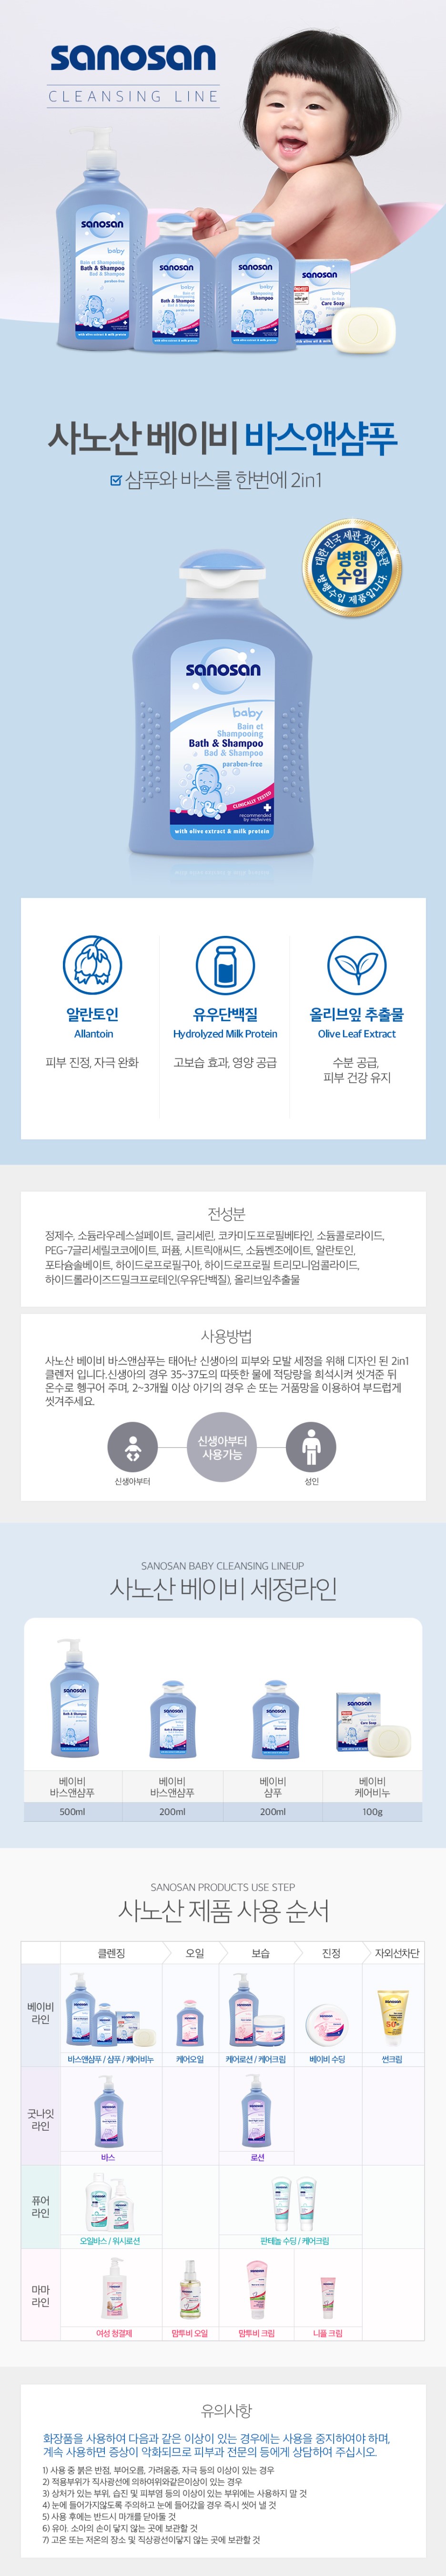 sanosan
CLEANSING LINE
sanosan
baby
Bain et Shampooing
Bath & Shampoo
Bad & Shampoo
paraben-free
sanosan
baby
Bath & Shampoo
sanosan
baby
Shampoo
sanosan
baby
Care Soap
사노산 베이비 바스앤샴푸
샴푸와 바스를 한번에 2in1
대한민국 세관 정식 통관
병행
수입
병행수입 제품입니다.
sanosan
baby
Bain et
Shampooing
Bath & Shampoo
Bad & Shampoo
paraben-free
CLINICALLY TESTED
recommended
by midwives
with olive extract & milk protein
알란토인
Allantoin
피부 진정, 자극 완화
유우단백질
Hydrolyzed Milk Protein
고보습 효과, 영양 공급
올리브잎 추출물
Olive Leaf Extract
수분 공급,
피부 건강 유지
전성분
정제수, 소듐라우레스설페이트, 글리세린, 코카미도프로필베타인, 소듐클로라이드,
PEG-7글리세릴코코에이트, 퍼퓸, 시트릭애씨드, 소듐벤조에이트, 알란토인,
포타슘솔베이트, 하이드로프로필구아, 하이드로프로필 트리모니엄콜라이드,
하이드롤라이즈드밀크프로테인(우유단백질), 올리브잎추출물
사용방법
사노산 베이비 바스앤샴푸는 태어난 신생아의 피부와 모발 세정을 위해 디자인 된 2in1
클렌저 입니다.신생아의 경우 35~37도의 따뜻한 물에 적당량을 희석시켜 씻겨준 뒤
온수로 헹구어 주며, 2~3개월 이상 아기의 경우 손 또는 거품망을 이용하여 부드럽게
씻겨주세요.
신생아부터
사용가능
신생아부터
성인
SANOSAN BABY CLEANSING LINEUP
사노산 베이비 세정라인
sanosan
sanosan
sanosan
sanosan
베이비
바스앤샴푸
베이비
바스앤샴푸
베이비
샴푸
베이비
케어비누
500ml
200ml
200ml
100g
SANOSAN PRODUCTS USE STEP
사노산 제품 사용 순서
클렌징
오일
보습
진정
자외선차단
베이비
라인
바스앤샴푸 / 샴푸 / 케어비누
케어오일
케어로션 / 케어크림
베이비 수딩
썬크림
굿나잇
라인
바스
로션
퓨어
라인
오일바스 / 워시로션
판테놀 수딩 / 케어크림
마마
라인
여성 청결제
맘투비 오일
맘투비 크림
니플 크림
유의사항
화장품을 사용하여 다음과 같은 이상이 있는 경우에는 사용을 중지하여야 하며,
계속 사용하면 증상이 악화되므로 피부과 전문의 등에게 상담하여 주십시오.
1) 사용 중 붉은 반점, 부어오름, 가려움증, 자극 등의 이상이 있는 경우
2) 적용부위가 직사광선에 의하여위와같은이상이 있는 경우
3) 상처가 있는 부위, 습진 및 피부염 등의 이상이 있는 부위에는 사용하지 말 것
4) 눈에 들어가지않도록 주의하고 눈에 들어갔을 경우 즉시 씻어 낼 것
5) 사용 후에는 반드시 마개를 닫아둘 것
6) 유아. 소아의 손이 닿지 않는 곳에 보관할 것
7) 고온 또는 저온의 장소 및 직상광선이닿지 않는 곳에 보관할 것